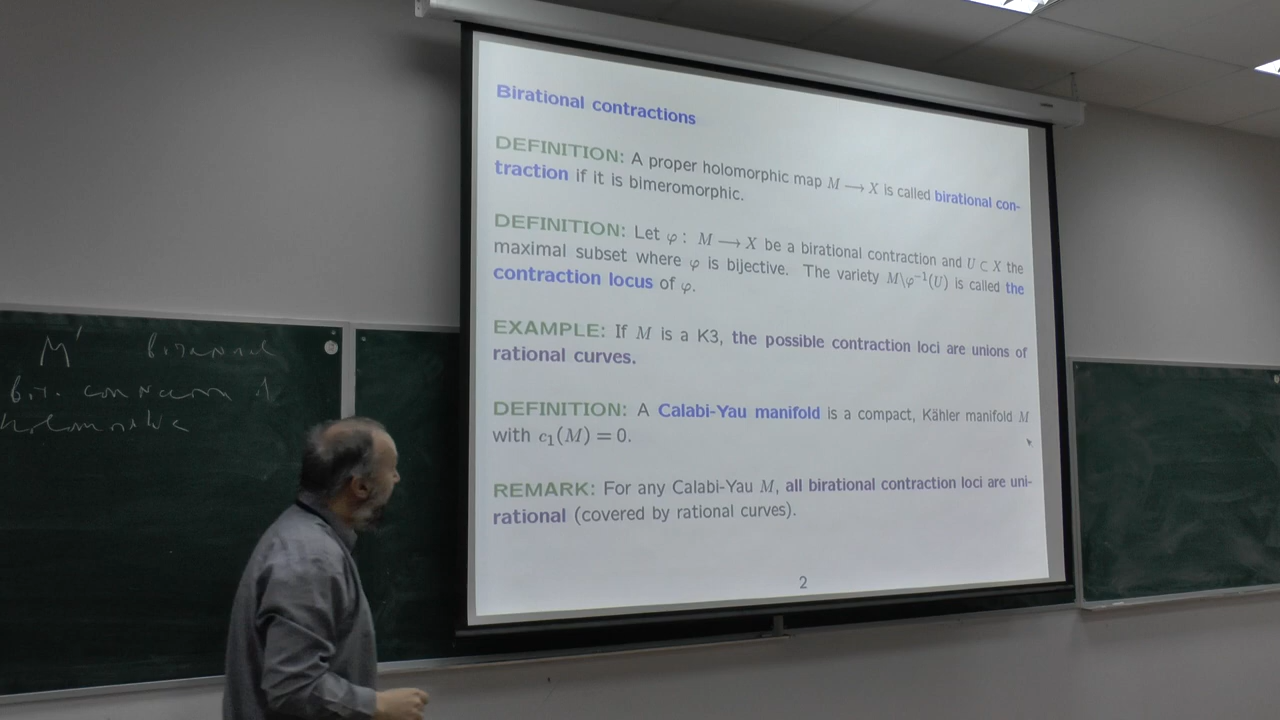 M' birational
Birational contractions
DEFINITION: A proper holomorphic map M ⟶ X is called birational con-
traction if it is bimeromorphic.
DEFINITION: Let φ : M ⟶ X be a birational contraction and U ⊂ X the
maximal subset where φ is bijective. The variety M\φ⁻¹(U) is called the
contraction locus of φ.
EXAMPLE: If M is a K3, the possible contraction loci are unions of
rational curves.
DEFINITION: A Calabi-Yau manifold is a compact, Kähler manifold M
with c₁(M) = 0.
REMARK: For any Calabi-Yau M, all birational contraction loci are uni-
rational (covered by rational curves).
2